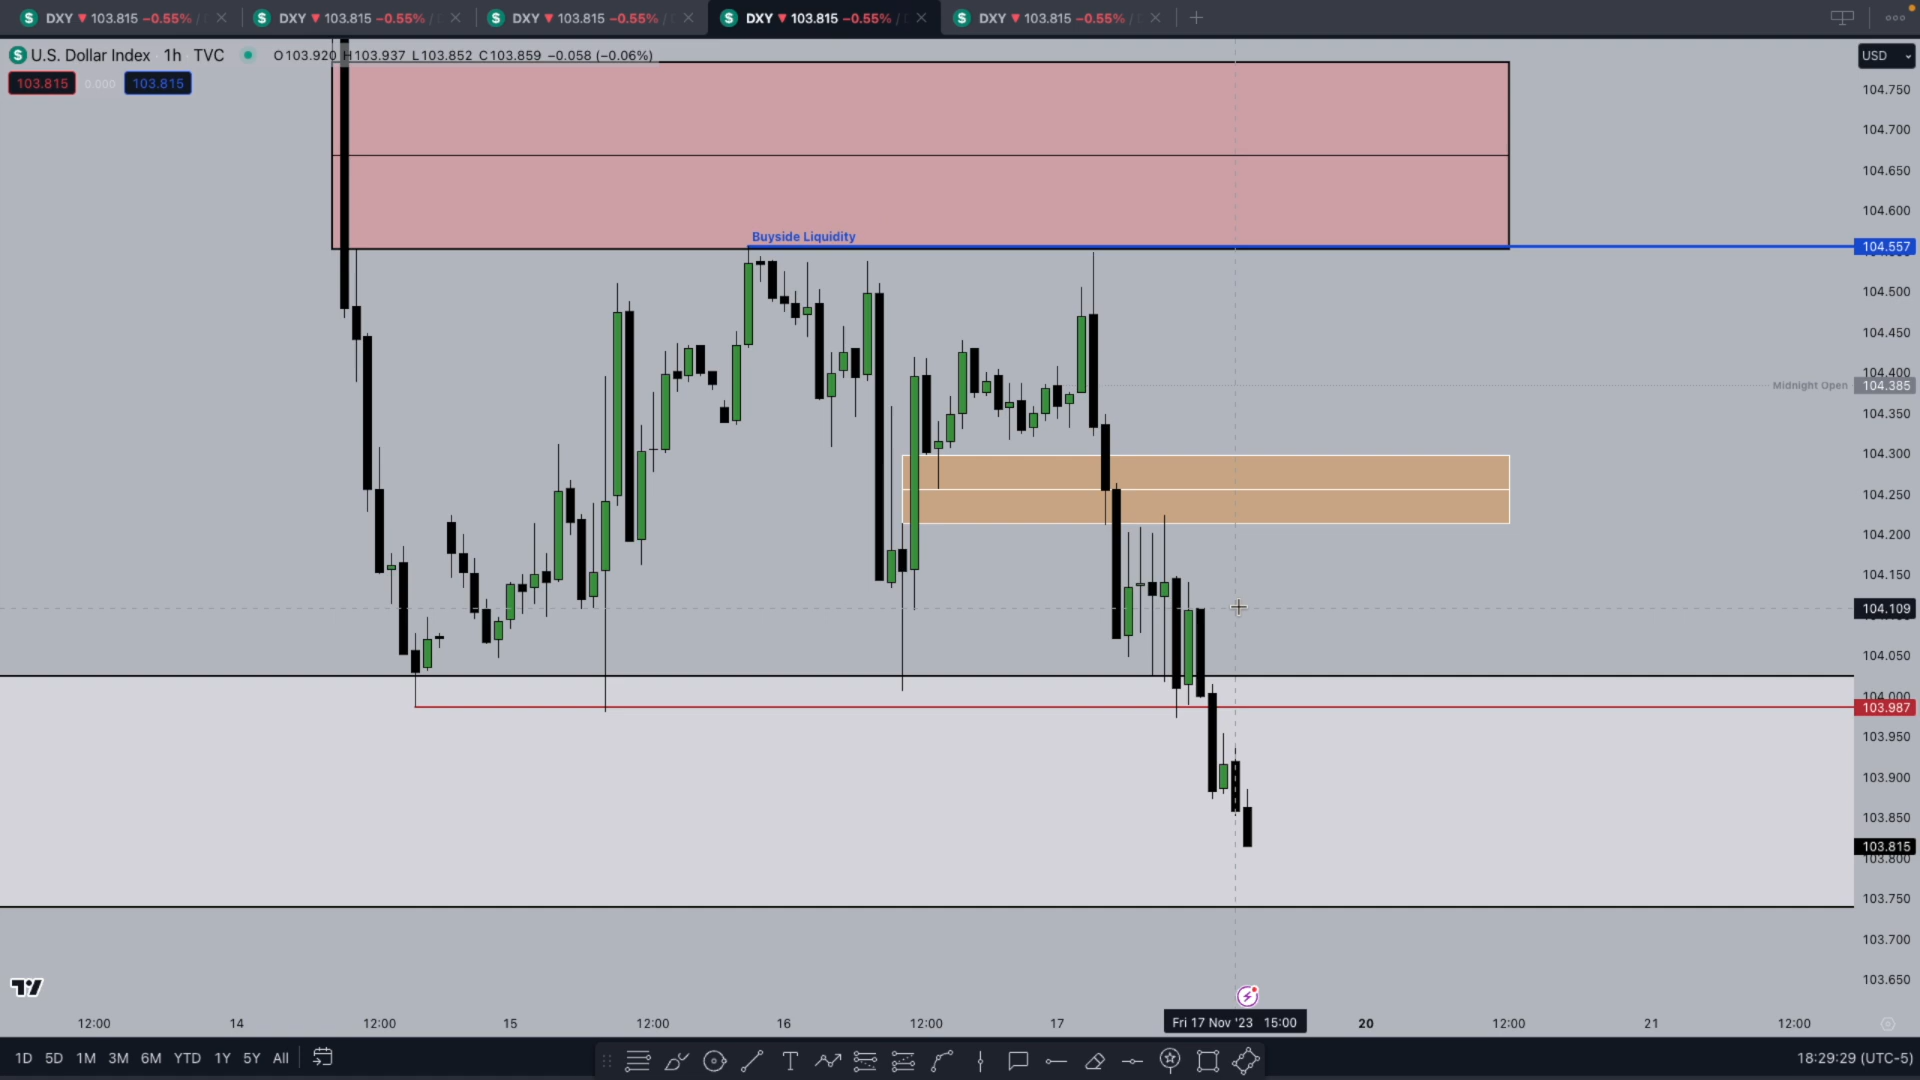 DXY ▼ 103.815 −0.55% / DXY ▼ 103.815 −0.55% / DXY ▼ 103.815 −0.55% / DXY ▼ 103.815 −0.55% / DXY ▼ 103.815 −0.55% /
U.S. Dollar Index 1h TVC O103.920 H103.937 L103.852 C103.859 −0.058 (−0.06%)
USD
103.815 0.000 103.815
104.750
104.700
104.650
104.600
Buyside Liquidity
104.557
104.500
104.450
104.400
Midnight Open 104.385
104.350
104.300
104.250
104.200
104.150
104.109
104.050
104.000
103.987
103.950
103.900
103.850
103.815
103.800
103.750
103.700
103.650
12:00 14 12:00 15 12:00 16 12:00 17 Fri 17 Nov '23 15:00 20 12:00 21 12:00
1D 5D 1M 3M 6M YTD 1Y 5Y All
18:29:29 (UTC-5)